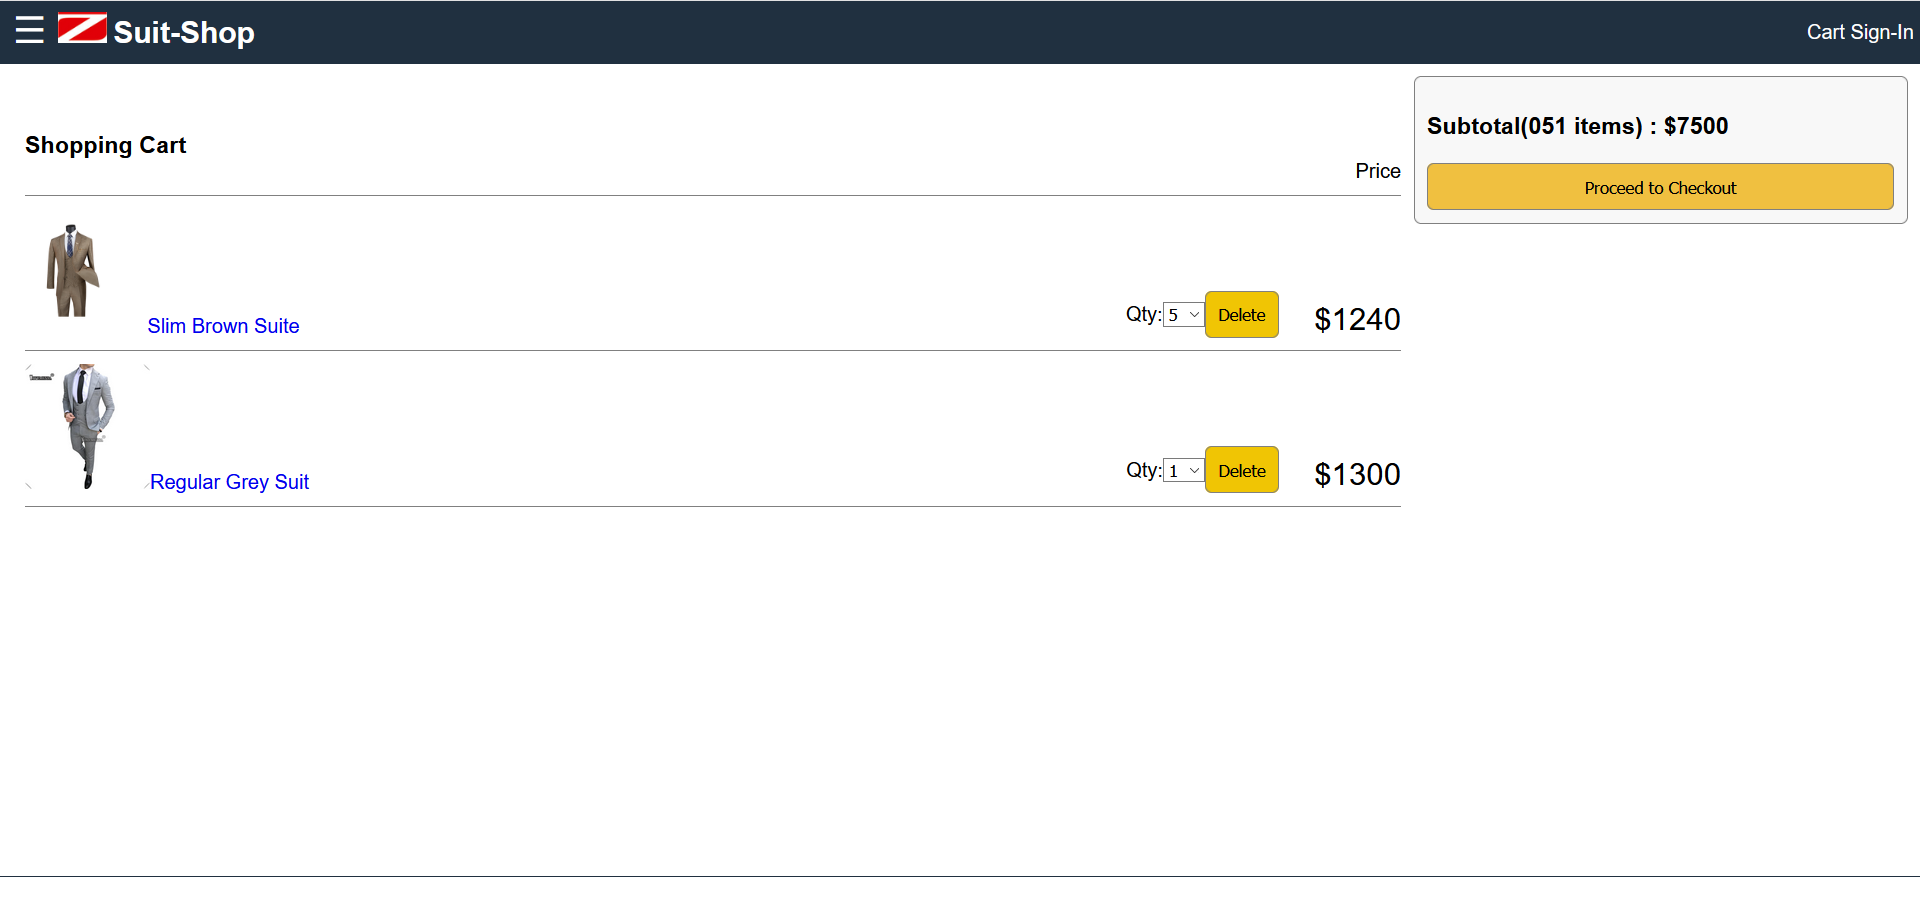 ☰ Suit-Shop
Cart Sign-In
Shopping Cart
Price
Slim Brown Suite
Qty: 5 Delete $1240
Regular Grey Suit
Qty: 1 Delete $1300
Subtotal(051 items) : $7500
Proceed to Checkout